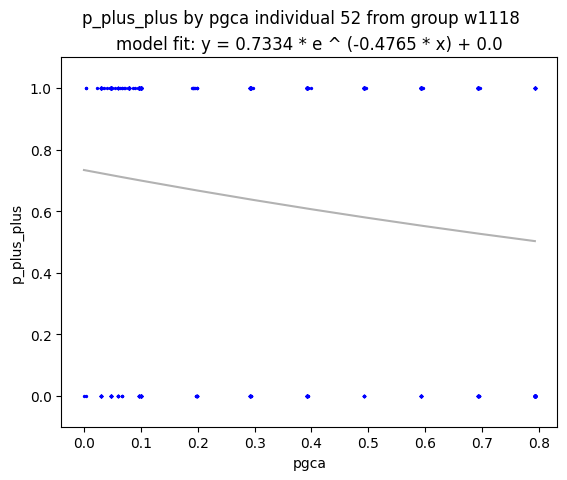 p_plus_plus by pgca individual 52 from group w1118
model fit: y = 0.7334 * e ^ (-0.4765 * x) + 0.0
1.0
0.8
0.6
0.4
0.2
0.0
p_plus_plus
0.0 0.1 0.2 0.3 0.4 0.5 0.6 0.7 0.8
pgca